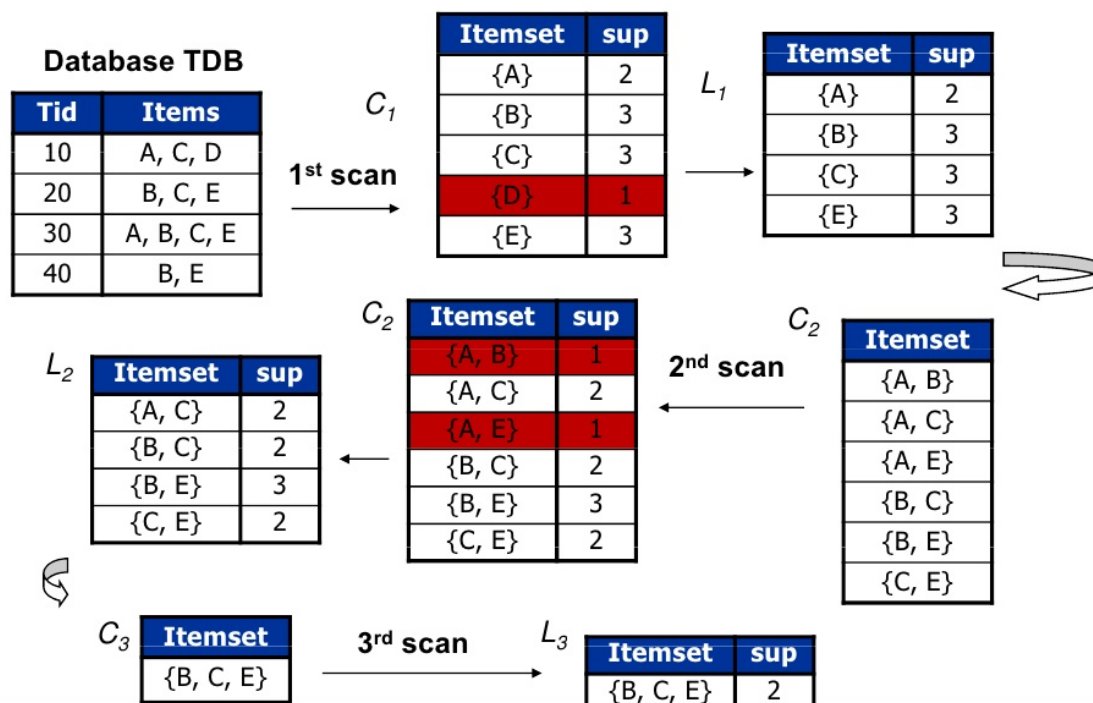 Database TDB
Tid Items
10 A, C, D
20 B, C, E
30 A, B, C, E
40 B, E
1st scan
C1
Itemset sup
{A} 2
{B} 3
{C} 3
{D} 1
{E} 3
L1
Itemset sup
{A} 2
{B} 3
{C} 3
{E} 3
C2
Itemset
{A, B}
{A, C}
{A, E}
{B, C}
{B, E}
{C, E}
2nd scan
C2
Itemset sup
{A, B} 1
{A, C} 2
{A, E} 1
{B, C} 2
{B, E} 3
{C, E} 2
L2
Itemset sup
{A, C} 2
{B, C} 2
{B, E} 3
{C, E} 2
C3
Itemset
{B, C, E}
3rd scan
L3
Itemset sup
{B, C, E} 2